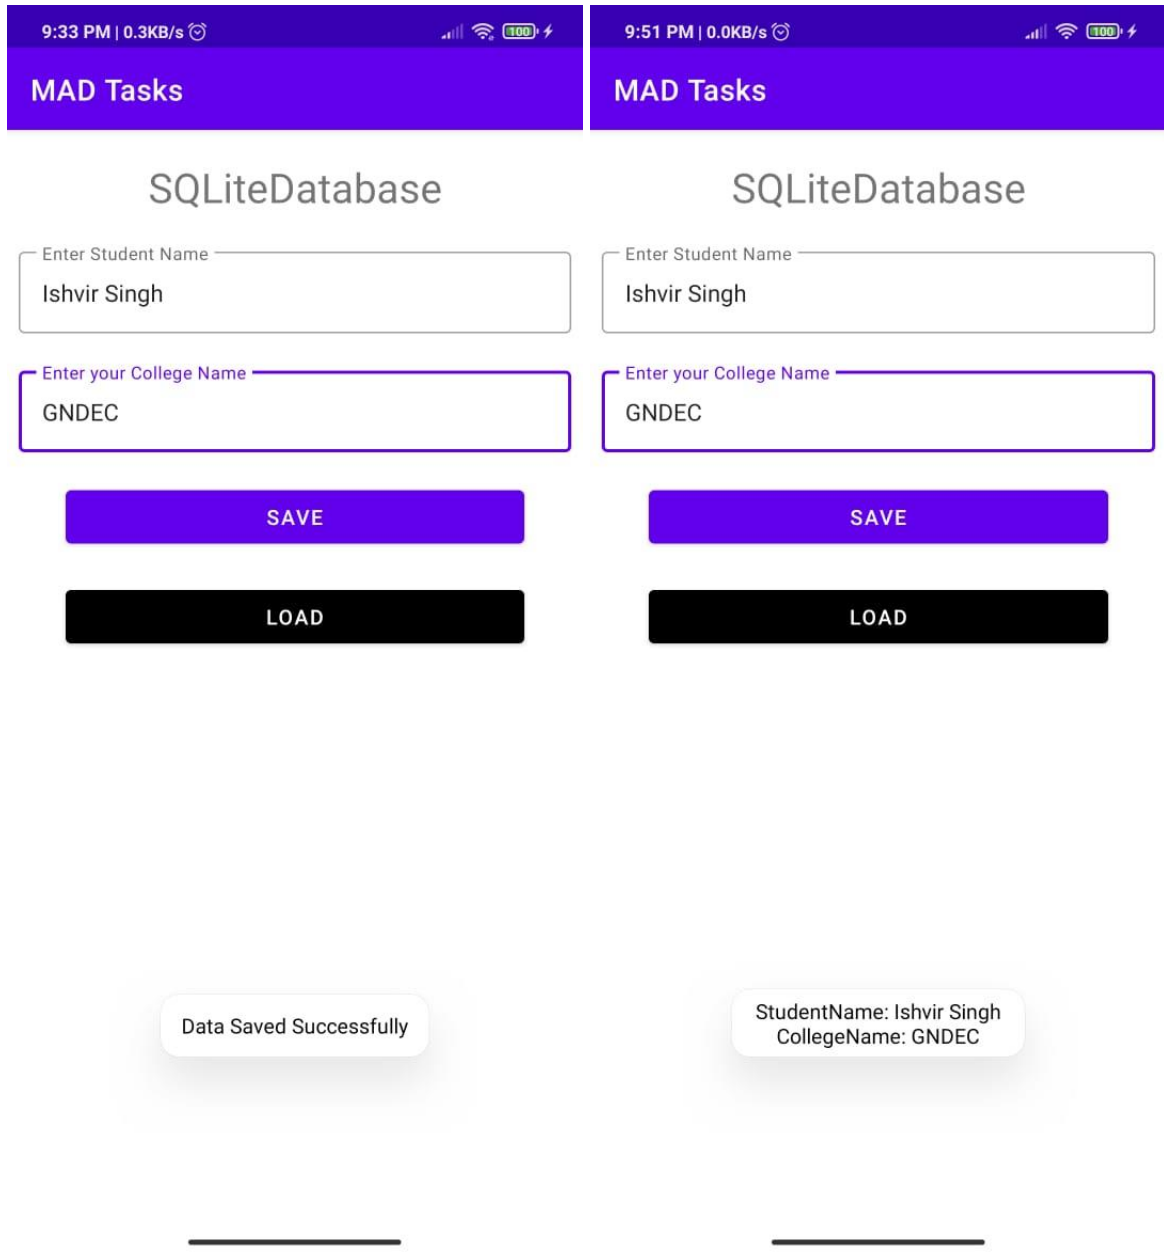 9:33 PM | 0.3KB/s
100
MAD Tasks
SQLiteDatabase
Enter Student Name
Ishvir Singh
Enter your College Name
GNDEC
SAVE
LOAD
Data Saved Successfully
9:51 PM | 0.0KB/s
100
MAD Tasks
SQLiteDatabase
Enter Student Name
Ishvir Singh
Enter your College Name
GNDEC
SAVE
LOAD
StudentName: Ishvir Singh
CollegeName: GNDEC